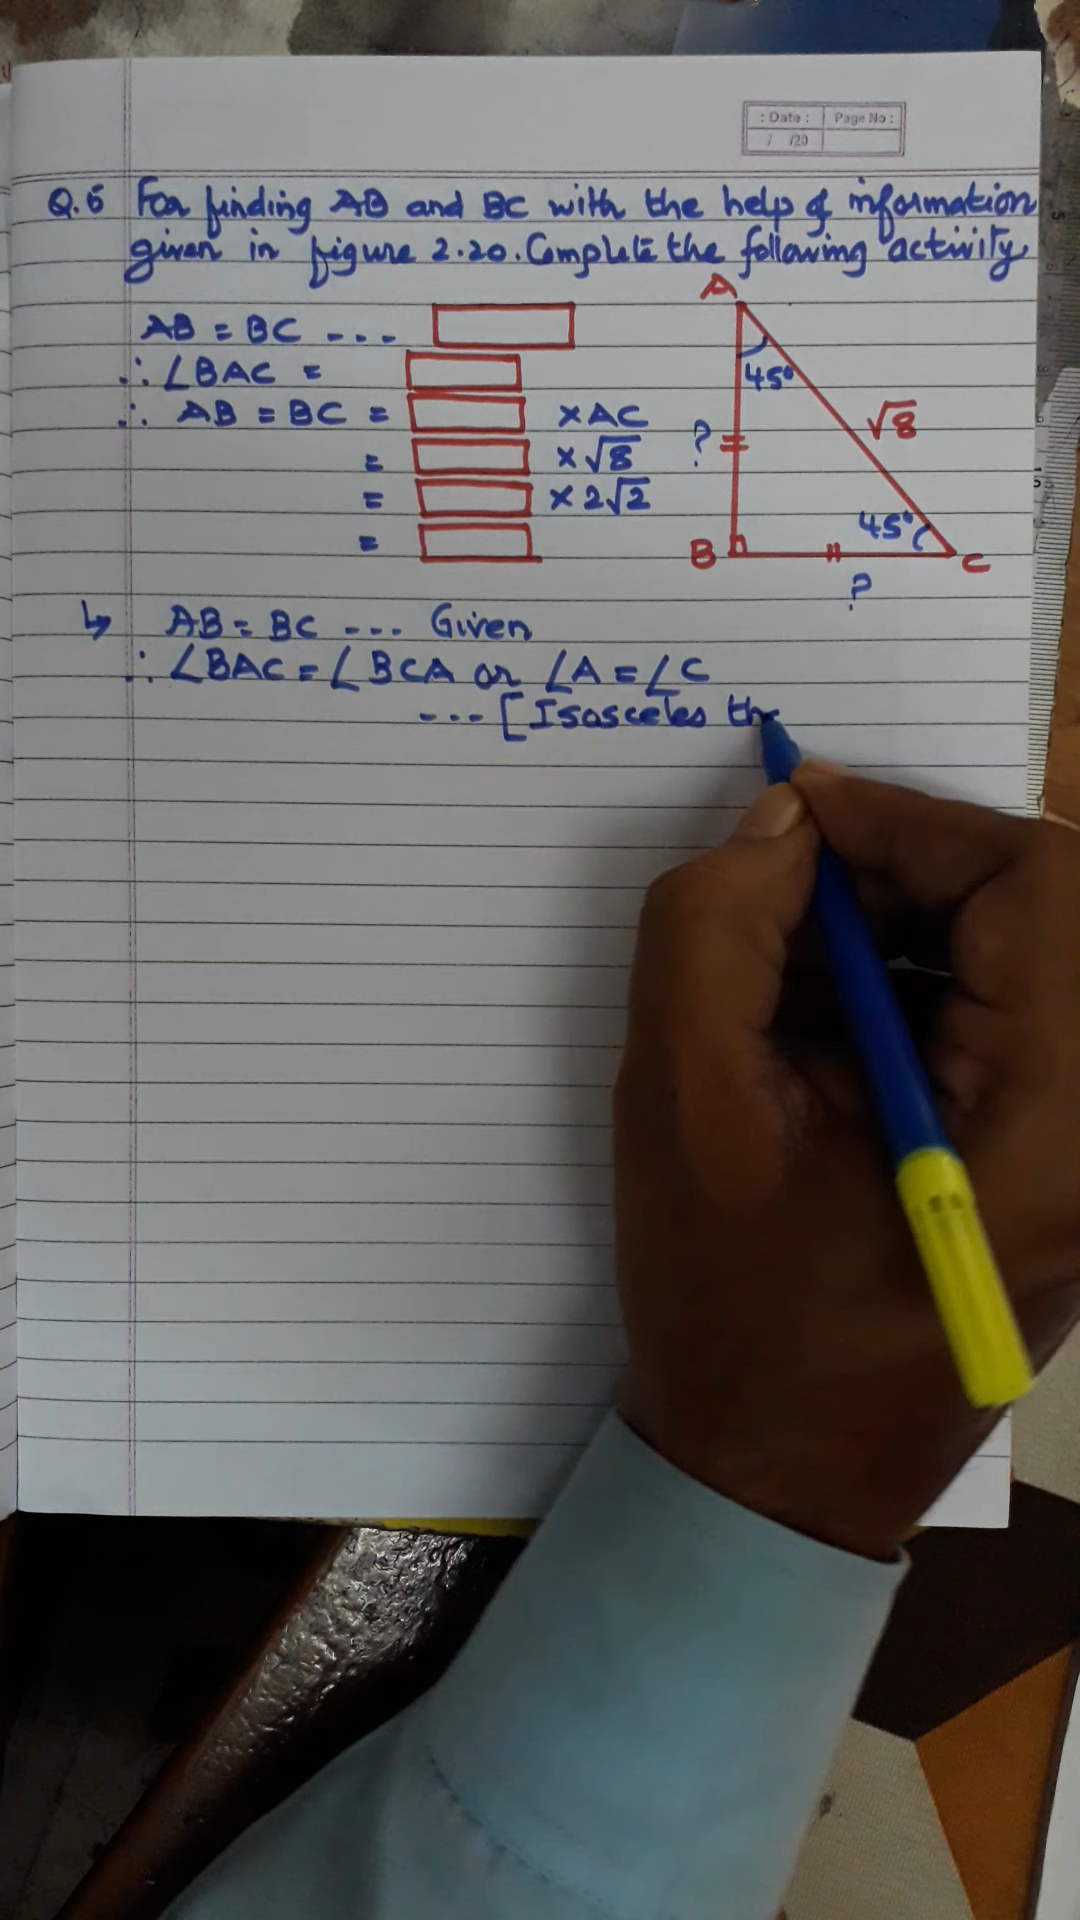 : Date :
Page No :
/ /20
Q.5 For finding AB and BC with the help of information
given in figure 2.20. Complete the following activity
AB = BC ---
∴ ∠BAC =
∴ AB = BC = × AC
= × √8
= × 2√2
=
A
45°
√8
?
45°
B
C
?
↳ AB = BC --- Given
∴ ∠BAC = ∠BCA or ∠A = ∠C
--- [Isosceles the